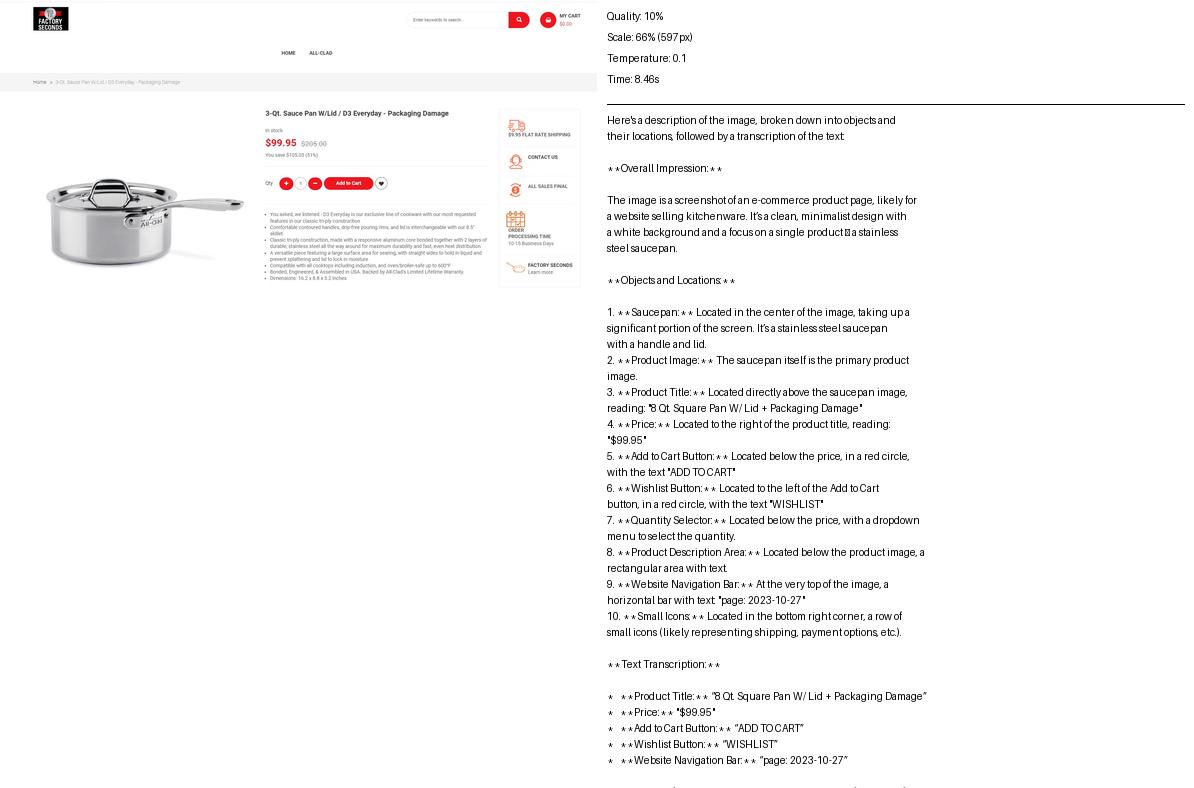 FACTORY
SECONDS
Enter keywords to search...
MY CART
$0.00
HOME
ALL-CLAD
Home » 3-Qt. Sauce Pan W/Lid / D3 Everyday - Packaging Damage
3-Qt. Sauce Pan W/Lid / D3 Everyday - Packaging Damage
In stock
$99.95 $205.00
You save $105.05 (51%)
Qty
1
Add to Cart
• You asked, we listened - D3 Everyday is our exclusive line of cookware with our most requested
features in our classic tri-ply construction
• Comfortable contoured handles, drip-free pouring rims, and lid is interchangeable with our 8.5"
skillet
• Classic tri-ply construction, made with a responsive aluminum core bonded together with 2 layers of
durable, stainless steel all the way around for maximum durability and fast, even heat distribution
• A versatile piece featuring a large surface area for searing, with straight sides to hold in liquid and
prevent splattering and lid to lock in moisture
• Compatible with all cooktops including induction, and oven/broiler-safe up to 600°F
• Bonded, Engineered, & Assembled in USA. Backed by All-Clad's Limited Lifetime Warranty.
• Dimensions: 16.2 x 8.8 x 5.2 inches
All-Clad
$9.95 FLAT RATE SHIPPING
CONTACT US
ALL SALES FINAL
ORDER
PROCESSING TIME
10-15 Business Days
FACTORY SECONDS
Learn more
Quality: 10%
Scale: 66% (597px)
Temperature: 0.1
Time: 8.46s
Here's a description of the image, broken down into objects and
their locations, followed by a transcription of the text:
**Overall Impression:**
The image is a screenshot of an e-commerce product page, likely for
a website selling kitchenware. It's a clean, minimalist design with
a white background and a focus on a single product a stainless
steel saucepan.
**Objects and Locations:**
1. **Saucepan:** Located in the center of the image, taking up a
significant portion of the screen. It's a stainless steel saucepan
with a handle and lid.
2. **Product Image:** The saucepan itself is the primary product
image.
3. **Product Title:** Located directly above the saucepan image,
reading: "8 Qt. Square Pan W/ Lid + Packaging Damage"
4. **Price:** Located to the right of the product title, reading:
"$99.95"
5. **Add to Cart Button:** Located below the price, in a red circle,
with the text "ADD TO CART"
6. **Wishlist Button:** Located to the left of the Add to Cart
button, in a red circle, with the text "WISHLIST"
7. **Quantity Selector:** Located below the price, with a dropdown
menu to select the quantity.
8. **Product Description Area:** Located below the product image, a
rectangular area with text.
9. **Website Navigation Bar:** At the very top of the image, a
horizontal bar with text: "page: 2023-10-27"
10. **Small Icons:** Located in the bottom right corner, a row of
small icons (likely representing shipping, payment options, etc.).
**Text Transcription:**
* **Product Title:** “8 Qt. Square Pan W/ Lid + Packaging Damage”
* **Price:** "$99.95"
* **Add to Cart Button:** “ADD TO CART”
* **Wishlist Button:** “WISHLIST”
* **Website Navigation Bar:** “page: 2023-10-27”